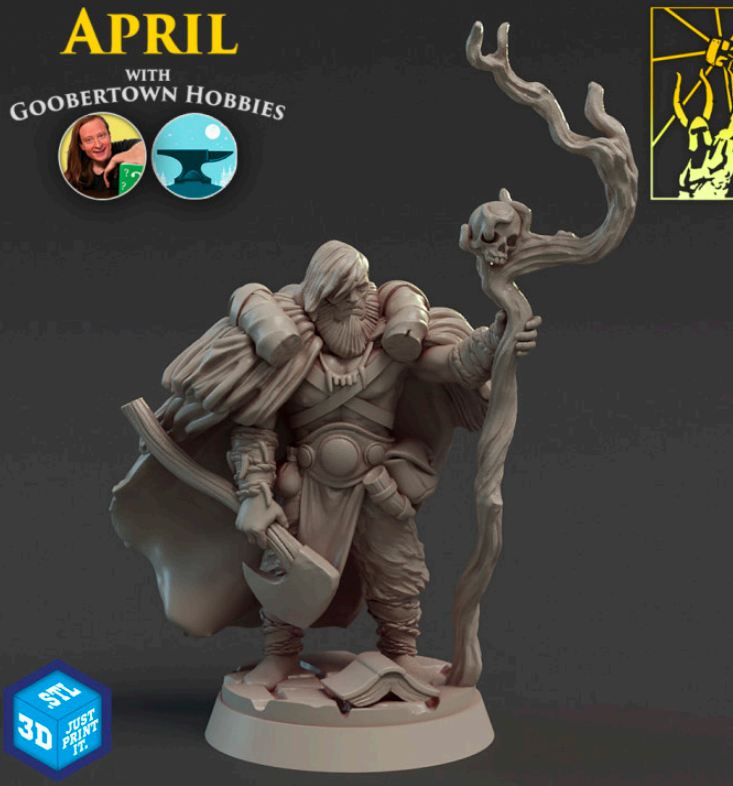 APRIL
WITH
GOOBERTOWN HOBBIES
? ?
STL
3D
JUST
PRINT
IT.